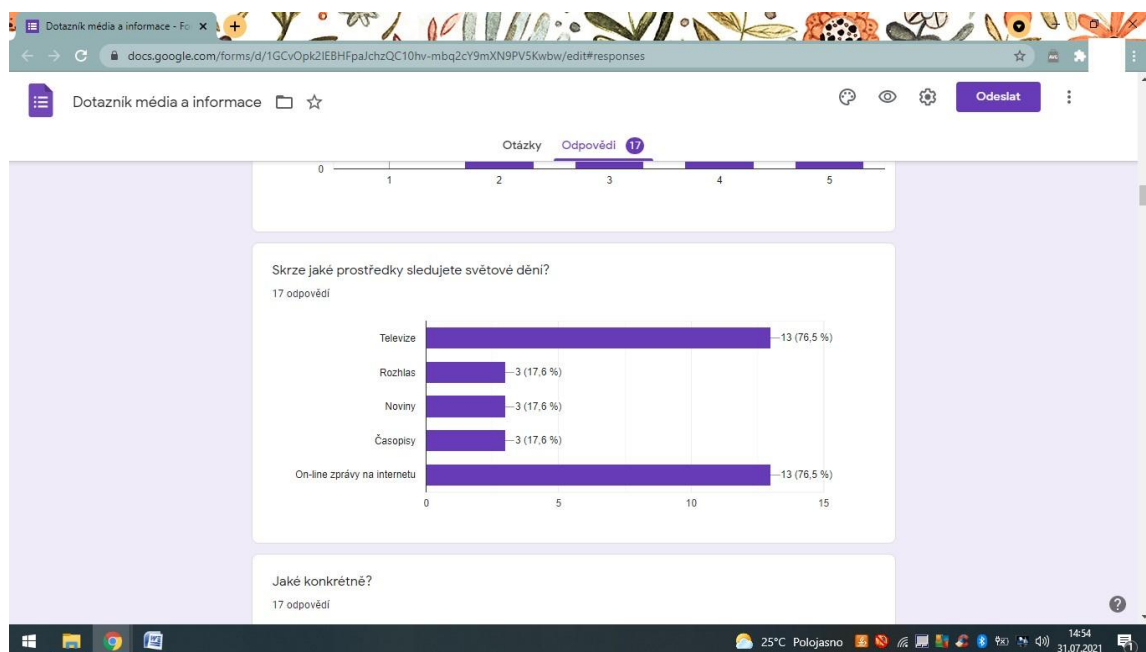 Dotazník média a informace - Fo
docs.google.com/forms/d/1GCvOpk2IEBHFpaJchzQC10hv-mbq2cY9mXN9PV5Kwbw/edit#responses
Dotazník média a informace
Odeslat
Otázky Odpovědi 17
0
1 2 3 4 5
Skrze jaké prostředky sledujete světové dění?
17 odpovědí
Televize 13 (76,5 %)
Rozhlas 3 (17,6 %)
Noviny 3 (17,6 %)
Časopisy 3 (17,6 %)
On-line zprávy na internetu 13 (76,5 %)
0 5 10 15
Jaké konkrétně?
17 odpovědí
25°C Polojasno
14:54
31.07.2021